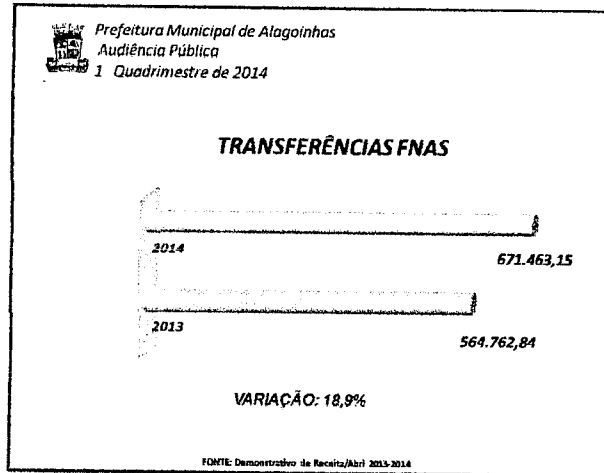 Prefeitura Municipal de Alagoinhas
Audiência Pública
1 Quadrimestre de 2014
TRANSFERÊNCIAS FNAS
2014
671.463,15
2013
564.762,84
VARIAÇÃO: 18,9%
FONTE: Demonstrativo da Receita/Abril 2013-2014